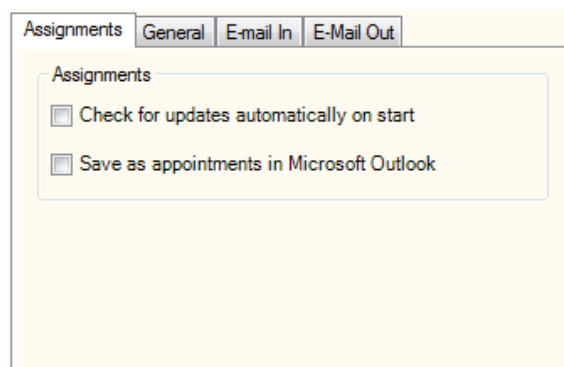 Assignments General E-mail In E-Mail Out
Assignments
Check for updates automatically on start
Save as appointments in Microsoft Outlook